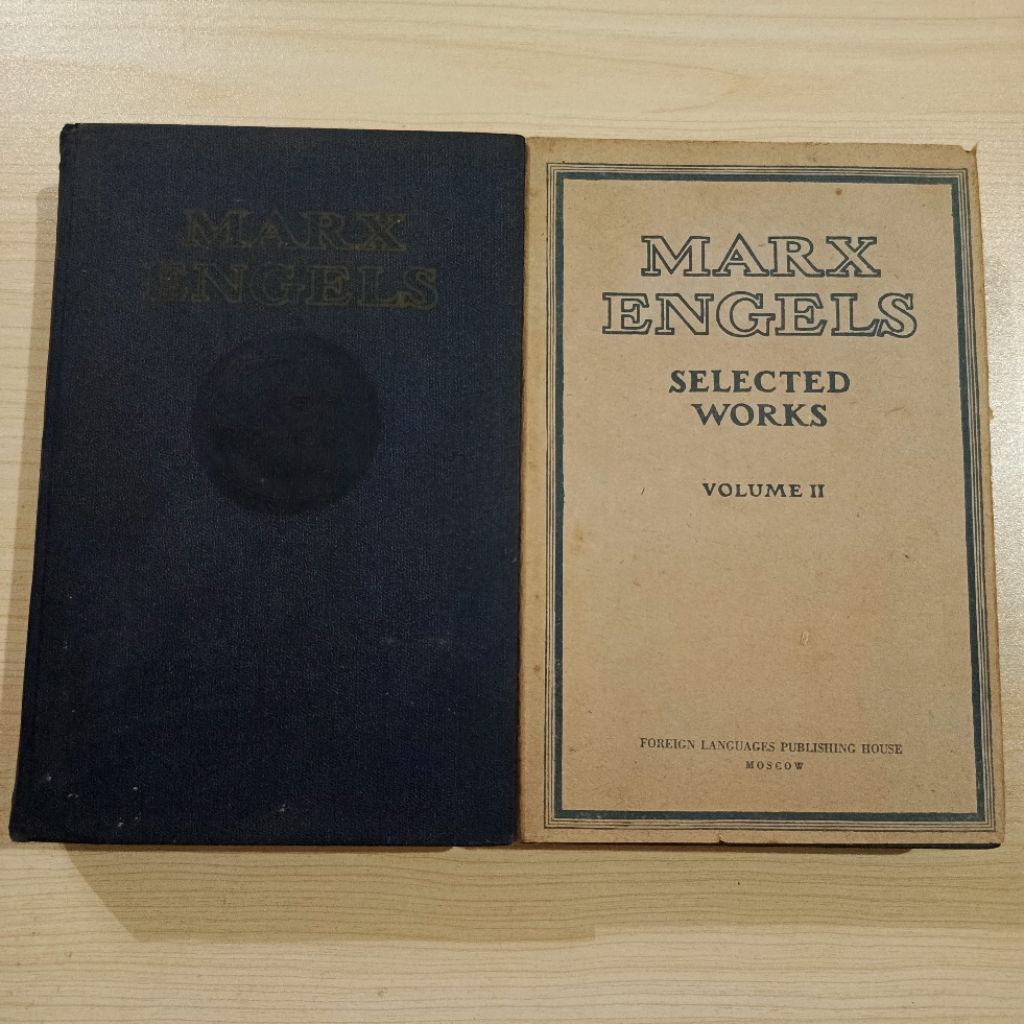 MARX
ENGELS
MARX
ENGELS
SELECTED
WORKS
VOLUME II
FOREIGN LANGUAGES PUBLISHING HOUSE
MOSCOW